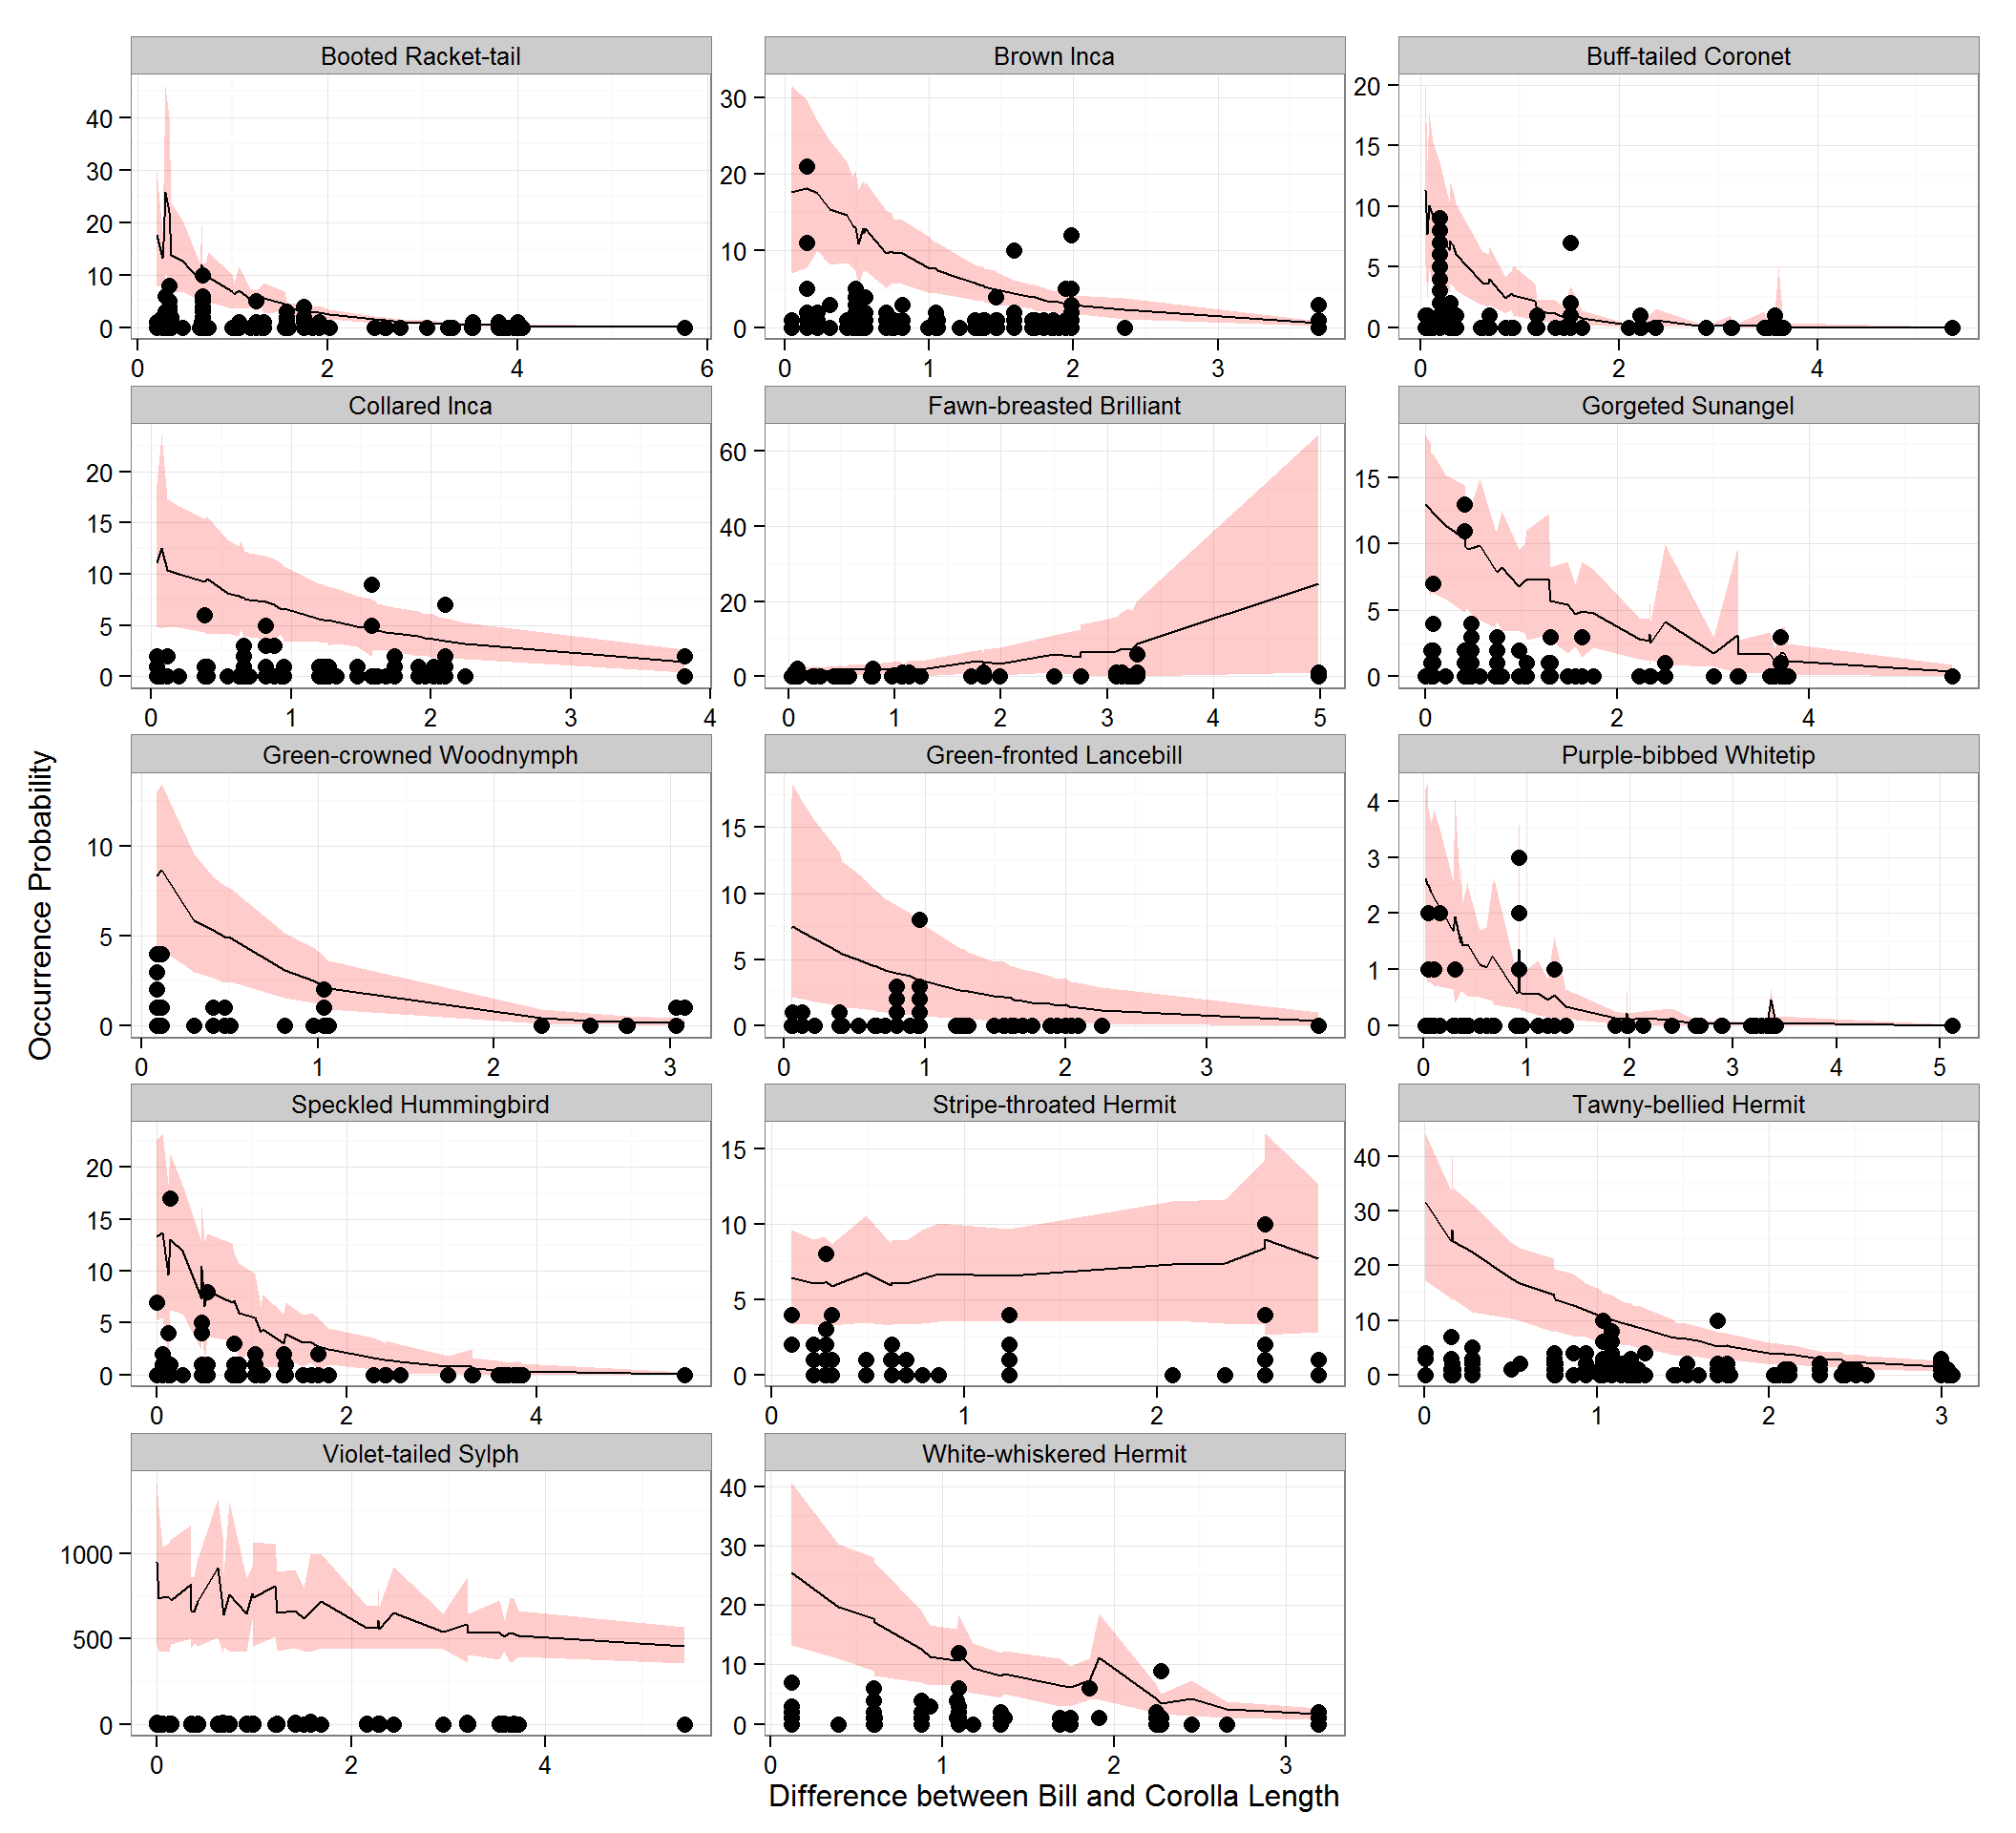 Booted Racket-tail Brown Inca Buff-tailed Coronet
40 30 20 10 0
30 20 10 0
20 15 10 5 0
0 2 4 6
0 1 2 3
0 2 4
Collared Inca Fawn-breasted Brilliant Gorgeted Sunangel
20 15 10 5 0
60 40 20 0
15 10 5 0
0 1 2 3 4
0 1 2 3 4 5
0 2 4
Green-crowned Woodnymph Green-fronted Lancebill Purple-bibbed Whitetip
10 5 0
15 10 5 0
4 3 2 1 0
0 1 2 3
0 1 2 3
0 1 2 3 4 5
Occurrence Probability
Speckled Hummingbird Stripe-throated Hermit Tawny-bellied Hermit
20 15 10 5 0
15 10 5 0
40 30 20 10 0
0 2 4
0 1 2
0 1 2 3
Violet-tailed Sylph White-whiskered Hermit
1000 500 0
40 30 20 10 0
0 2 4
0 1 2 3
Difference between Bill and Corolla Length